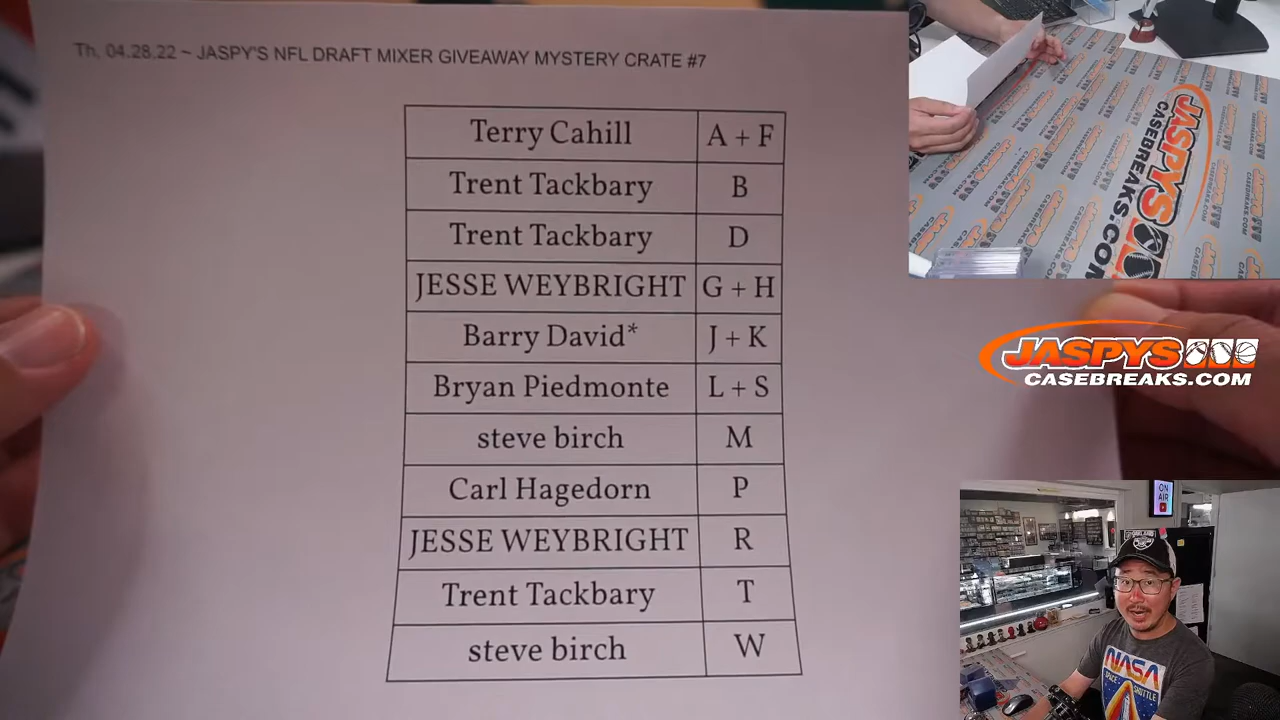 Th, 04.28.22 ~ JASPY'S NFL DRAFT MIXER GIVEAWAY MYSTERY CRATE #7
Terry Cahill A + F
Trent Tackbary B
Trent Tackbary D
JESSE WEYBRIGHT G + H
Barry David* J + K
Bryan Piedmonte L + S
steve birch M
Carl Hagedorn P
JESSE WEYBRIGHT R
Trent Tackbary T
steve birch W
JASPYS
CASEBREAKS.COM
JASPYS
CASEBREAKS.COM
ON
AIR
NASA
SPACE SHUTTLE